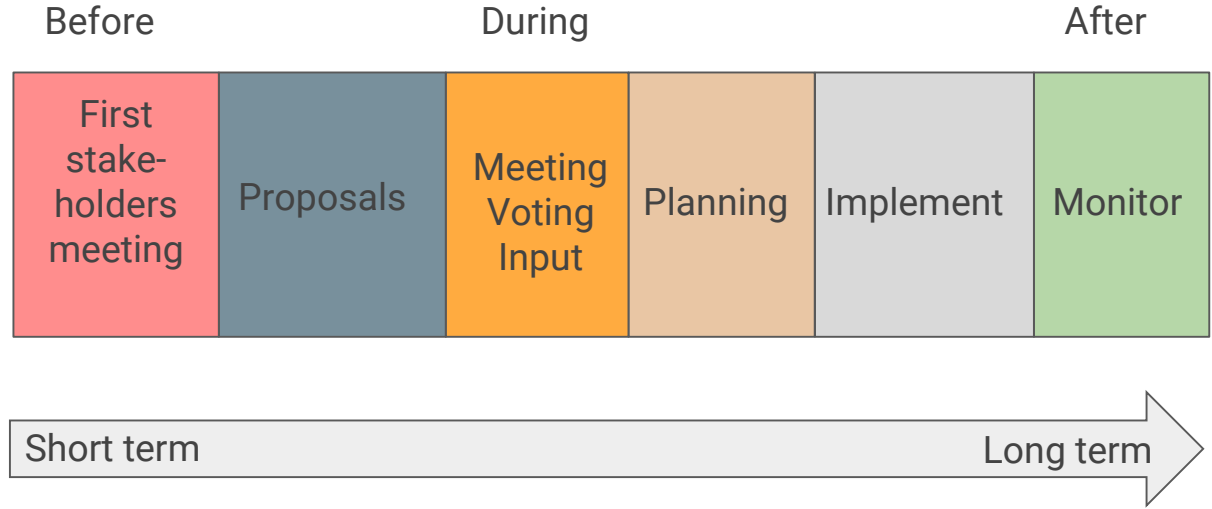 Before
During
After
First
stake-
holders
meeting
Proposals
Meeting
Voting
Input
Planning
Implement
Monitor
Short term
Long term